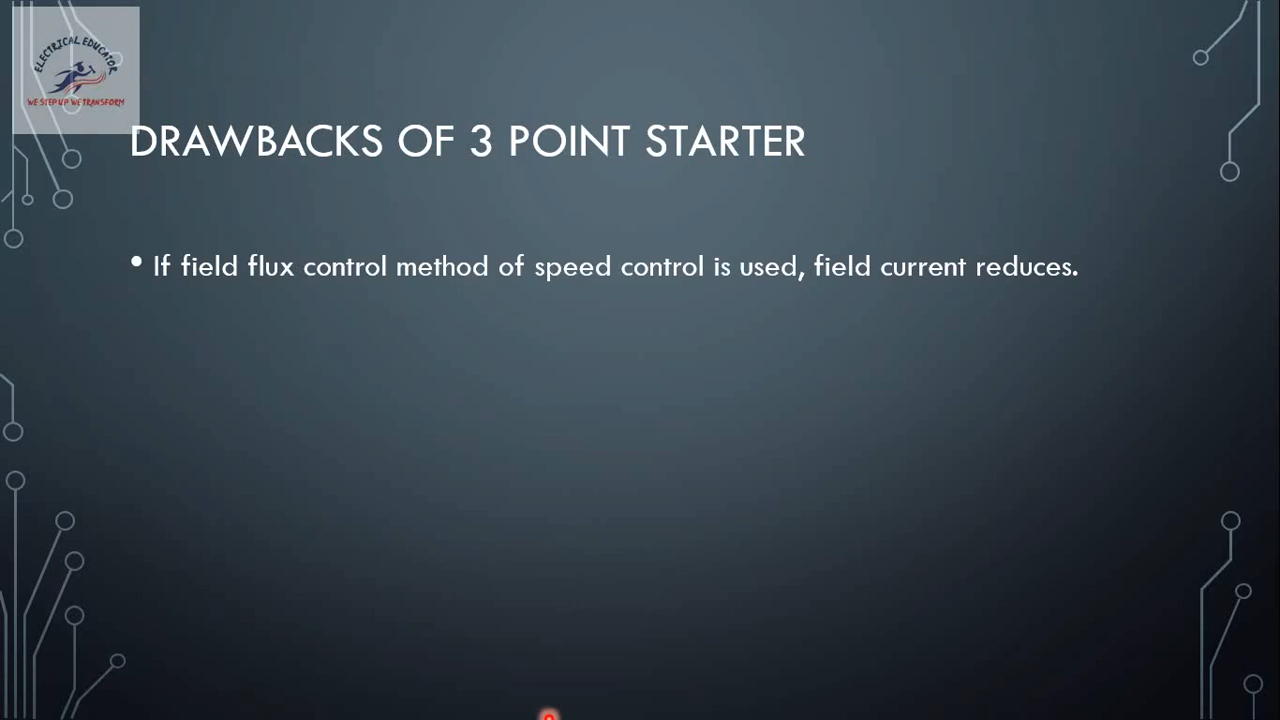 ELECTRICAL EDUCATOR
WE STEP UP WE TRANSFORM
DRAWBACKS OF 3 POINT STARTER
• If field flux control method of speed control is used, field current reduces.